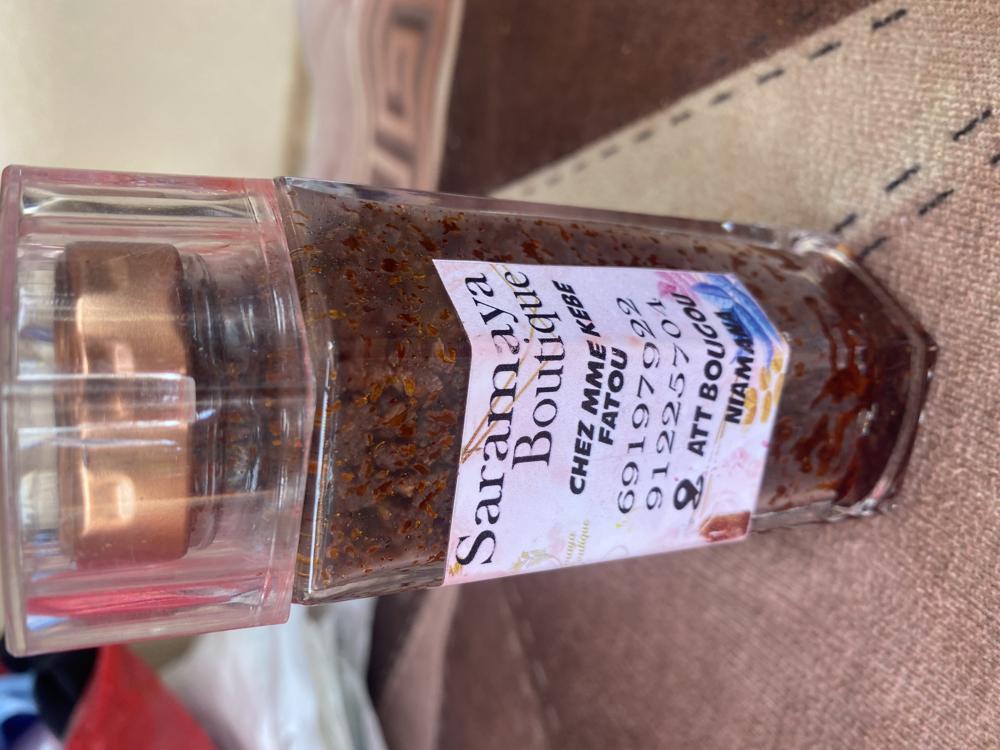 Saramaya
Boutique
CHEZ MME KEBE
FATOU
69197922
91225704
& ATT BOUGOU
NIAMANA